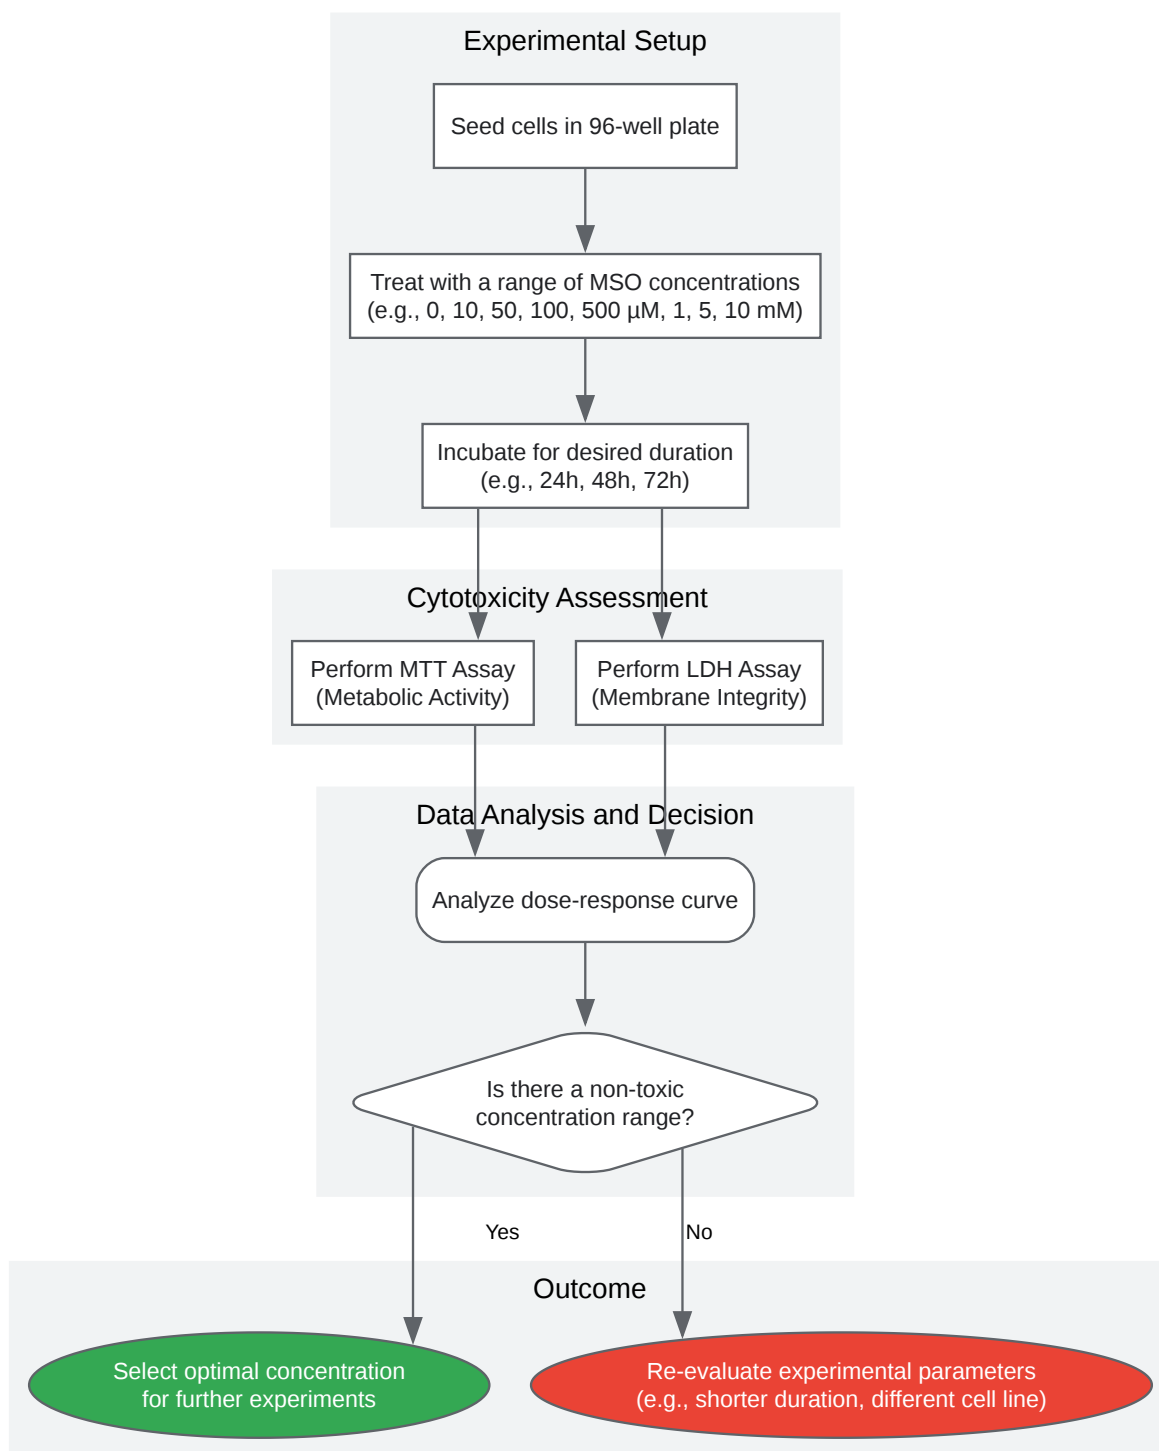 Experimental Setup
Seed cells in 96-well plate
Treat with a range of MSO concentrations
(e.g., 0, 10, 50, 100, 500 µM, 1, 5, 10 mM)
Incubate for desired duration
(e.g., 24h, 48h, 72h)
Cytotoxicity Assessment
Perform MTT Assay
(Metabolic Activity)
Perform LDH Assay
(Membrane Integrity)
Data Analysis and Decision
Analyze dose-response curve
Is there a non-toxic
concentration range?
Yes
No
Outcome
Select optimal concentration
for further experiments
Re-evaluate experimental parameters
(e.g., shorter duration, different cell line)